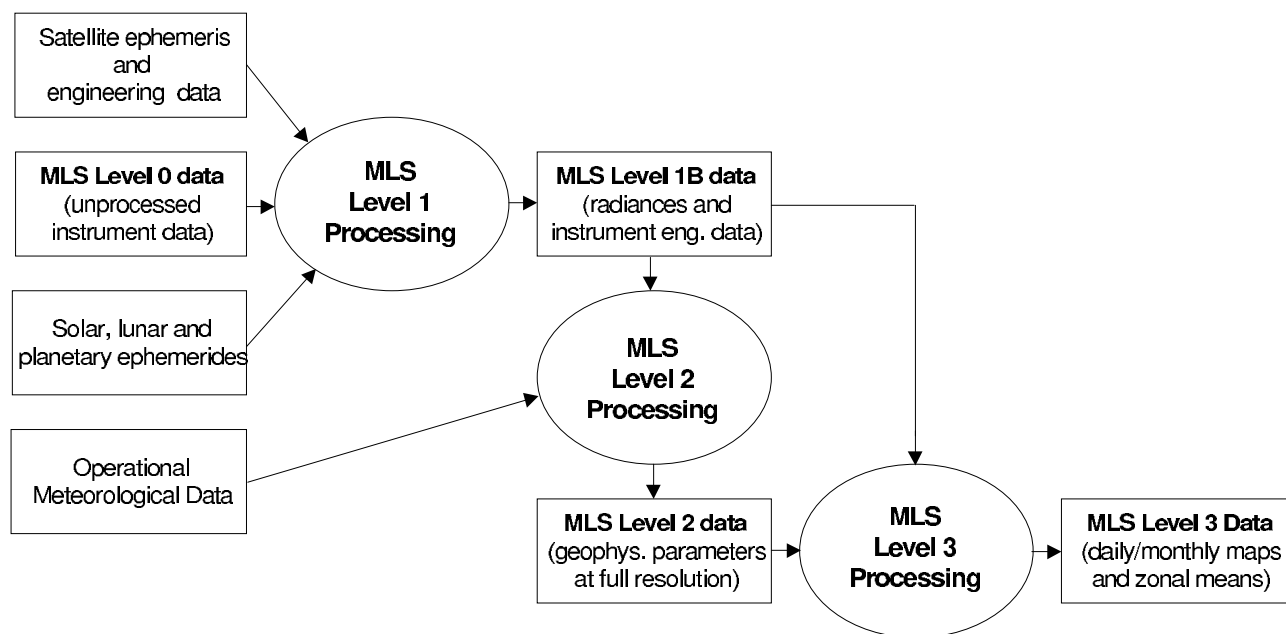 Satellite ephemeris
and
engineering data
MLS Level 0 data
(unprocessed
instrument data)
Solar, lunar and
planetary ephemerides
Operational
Meteorological Data
MLS
Level 1
Processing
MLS Level 1B data
(radiances and
instrument eng. data)
MLS
Level 2
Processing
MLS Level 2 data
(geophys. parameters
at full resolution)
MLS
Level 3
Processing
MLS Level 3 Data
(daily/monthly maps
and zonal means)